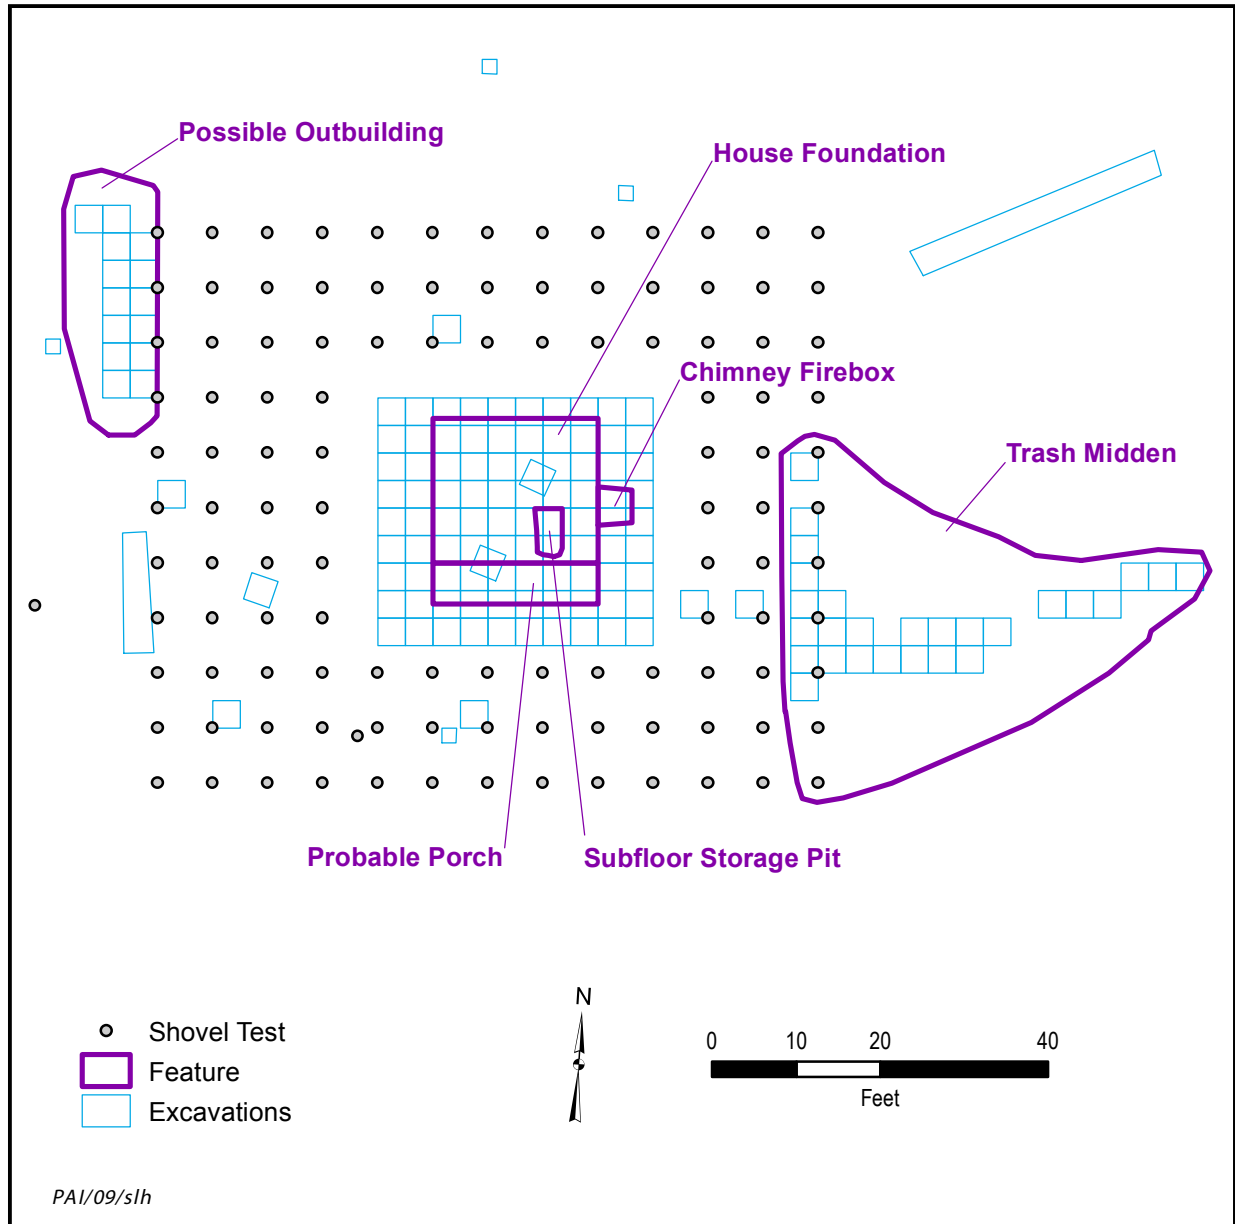 Possible Outbuilding
House Foundation
Chimney Firebox
Trash Midden
Probable Porch
Subfloor Storage Pit
N
Shovel Test
Feature
Excavations
0 10 20 40
Feet
PAI/09/slh